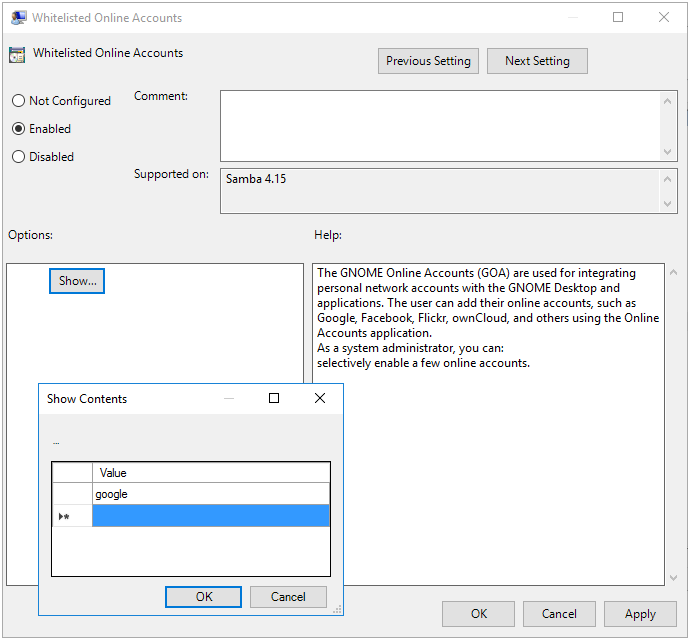 Whitelisted Online Accounts
Whitelisted Online Accounts
Previous Setting
Next Setting
Not Configured
Enabled
Disabled
Comment:
Supported on:
Samba 4.15
Options:
Help:
Show...
The GNOME Online Accounts (GOA) are used for integrating
personal network accounts with the GNOME Desktop and
applications. The user can add their online accounts, such as
Google, Facebook, Flickr, ownCloud, and others using the Online
Accounts application.
As a system administrator, you can:
selectively enable a few online accounts.
Show Contents
...
Value
google
OK
Cancel
OK
Cancel
Apply